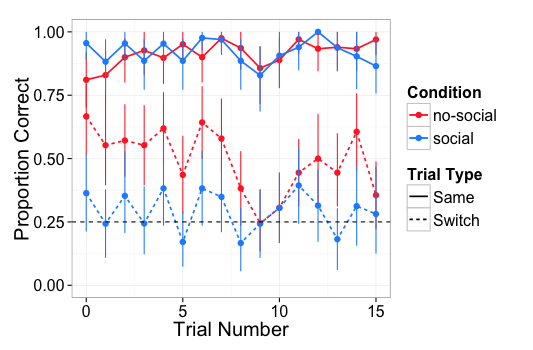 1.00
0.75
0.50
0.25
0.00
Proportion Correct
0
5
10
15
Trial Number
Condition
no-social
social
Trial Type
Same
Switch